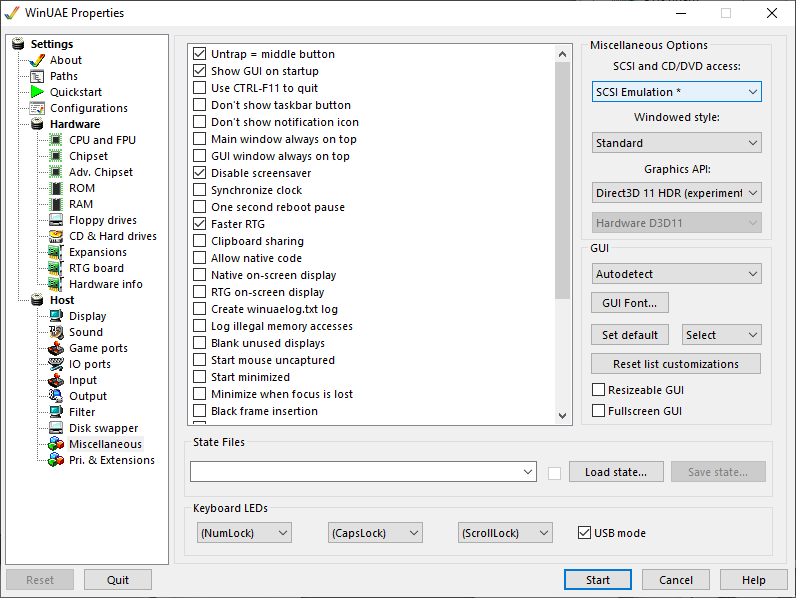 WinUAE Properties
Settings
About
Paths
Quickstart
Configurations
Hardware
CPU and FPU
Chipset
Adv. Chipset
ROM
RAM
Floppy drives
CD & Hard drives
Expansions
RTG board
Hardware info
Host
Display
Sound
Game ports
IO ports
Input
Output
Filter
Disk swapper
Miscellaneous
Pri. & Extensions
Untrap = middle button
Show GUI on startup
Use CTRL-F11 to quit
Don't show taskbar button
Don't show notification icon
Main window always on top
GUI window always on top
Disable screensaver
Synchronize clock
One second reboot pause
Faster RTG
Clipboard sharing
Allow native code
Native on-screen display
RTG on-screen display
Create winuaelog.txt log
Log illegal memory accesses
Blank unused displays
Start mouse uncaptured
Start minimized
Minimize when focus is lost
Black frame insertion
Miscellaneous Options
SCSI and CD/DVD access:
SCSI Emulation *
Windowed style:
Standard
Graphics API:
Direct3D 11 HDR (experiment
Hardware D3D11
GUI
Autodetect
GUI Font...
Set default
Select
Reset list customizations
Resizeable GUI
Fullscreen GUI
State Files
Load state...
Save state...
Keyboard LEDs
(NumLock)
(CapsLock)
(ScrollLock)
USB mode
Reset
Quit
Start
Cancel
Help